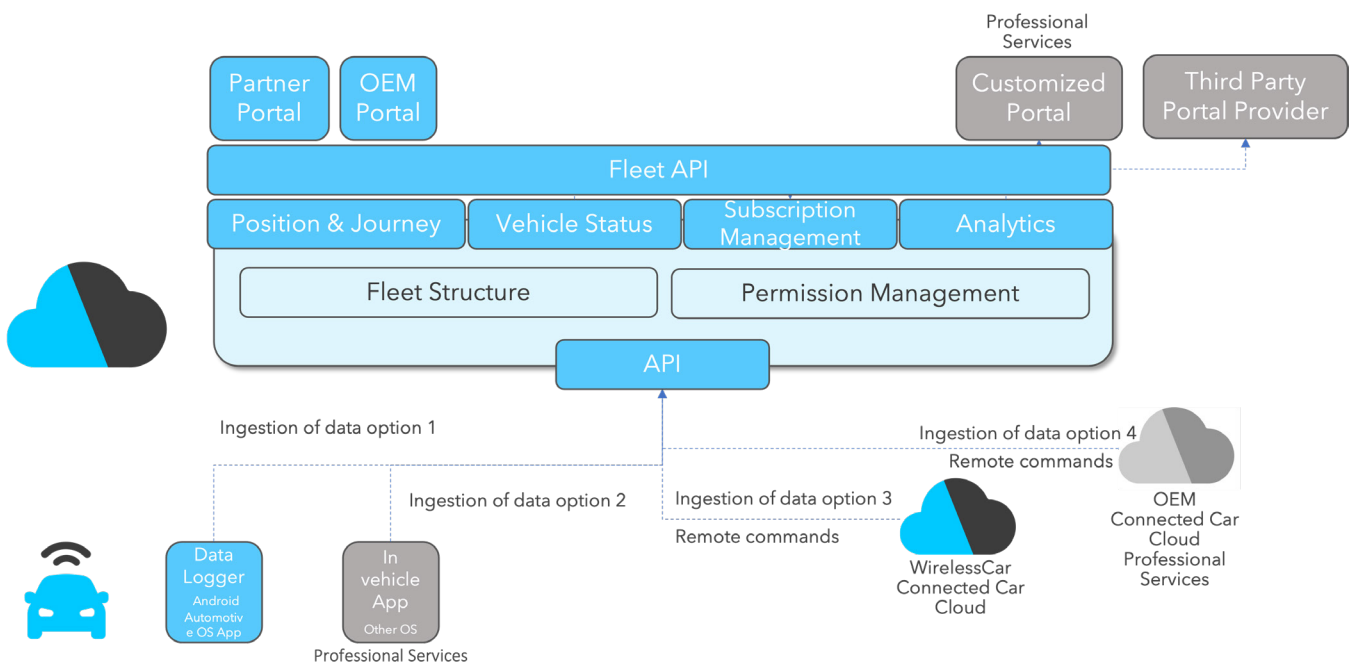 Professional
Services
Partner
Portal
OEM
Portal
Customized
Portal
Third Party
Portal Provider
Fleet API
Position & Journey
Vehicle Status
Subscription
Management
Analytics
Fleet Structure
Permission Management
API
Ingestion of data option 1
Ingestion of data option 4
Remote commands
Ingestion of data option 2
Ingestion of data option 3
Remote commands
OEM
Connected Car
Cloud
Professional
Services
WirelessCar
Connected Car
Cloud
Data
Logger
Android
Automotiv
e OS App
In
vehicle
App
Other OS
Professional Services